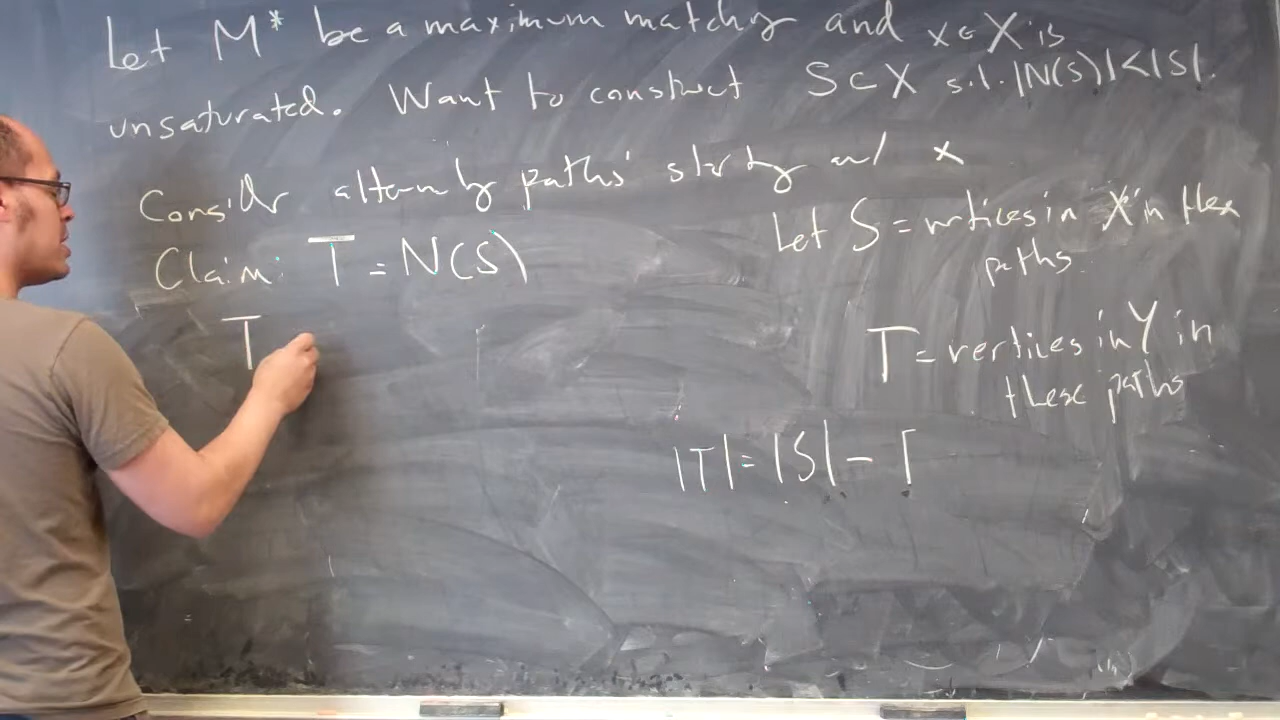 Let M* be a maximum matching and x ∈ X is
unsaturated. Want to construct S ⊂ X s.t. |N(S)| < |S|.
Consider alternating paths starting w/ x
Let S = vertices in X in these
paths.
Claim: T = N(S)
T
T = vertices in Y in
these paths
|T| = |S| - 1